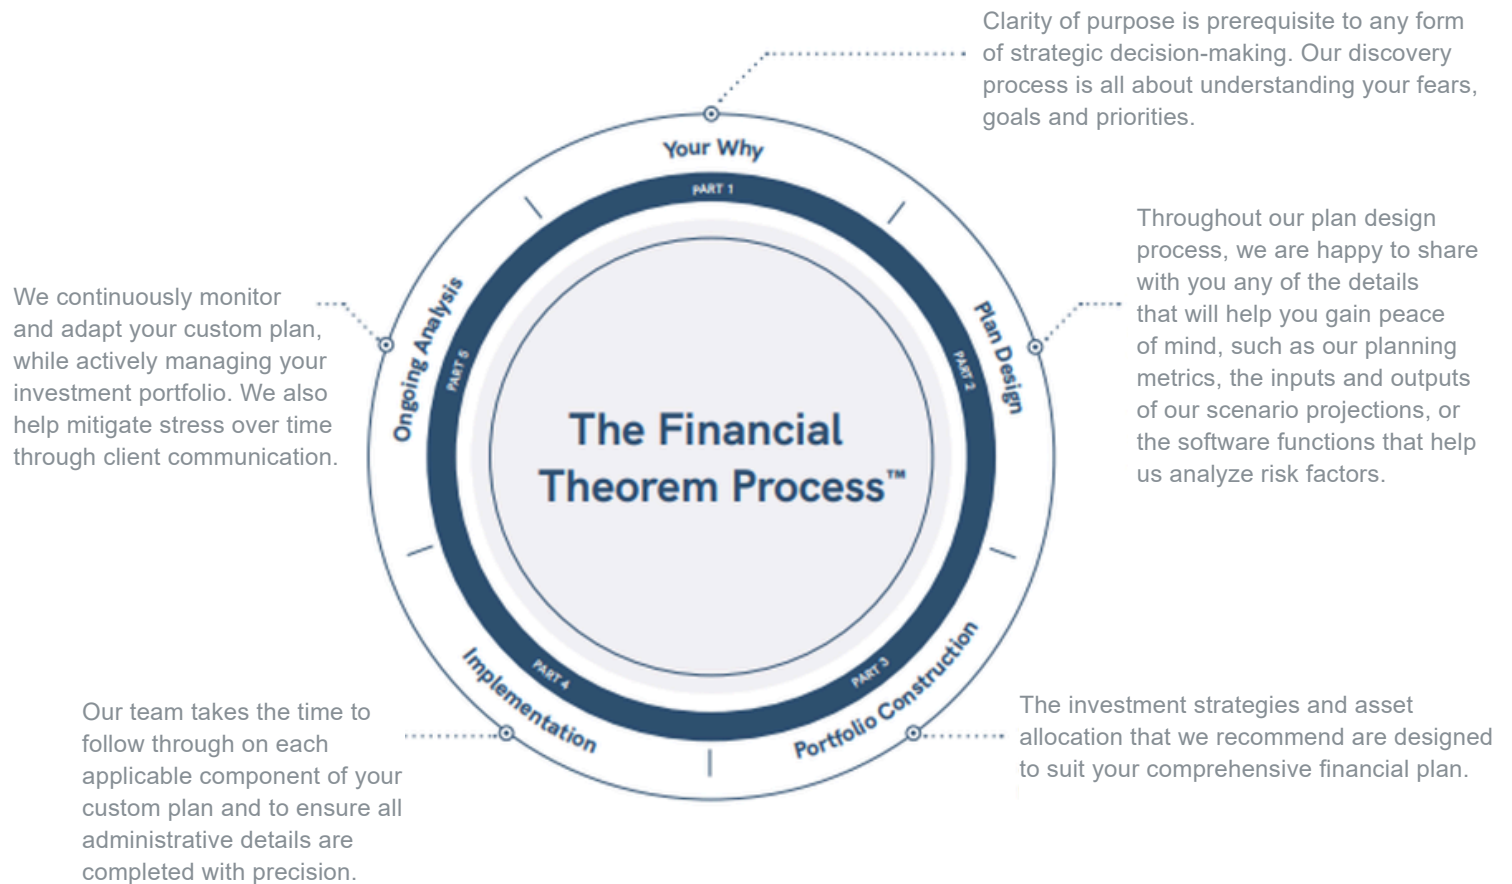 Clarity of purpose is prerequisite to any form
of strategic decision-making. Our discovery
process is all about understanding your fears,
goals and priorities.
Your Why
PART 1
Throughout our plan design
process, we are happy to share
with you any of the details
that will help you gain peace
of mind, such as our planning
metrics, the inputs and outputs
of our scenario projections, or
the software functions that help
us analyze risk factors.
Plan Design
PART 2
The Financial
Theorem Process™
The investment strategies and asset
allocation that we recommend are designed
to suit your comprehensive financial plan.
Portfolio Construction
PART 3
Our team takes the time to
follow through on each
applicable component of your
custom plan and to ensure all
administrative details are
completed with precision.
Implementation
PART 4
We continuously monitor
and adapt your custom plan,
while actively managing your
investment portfolio. We also
help mitigate stress over time
through client communication.
Ongoing Analysis
PART 5